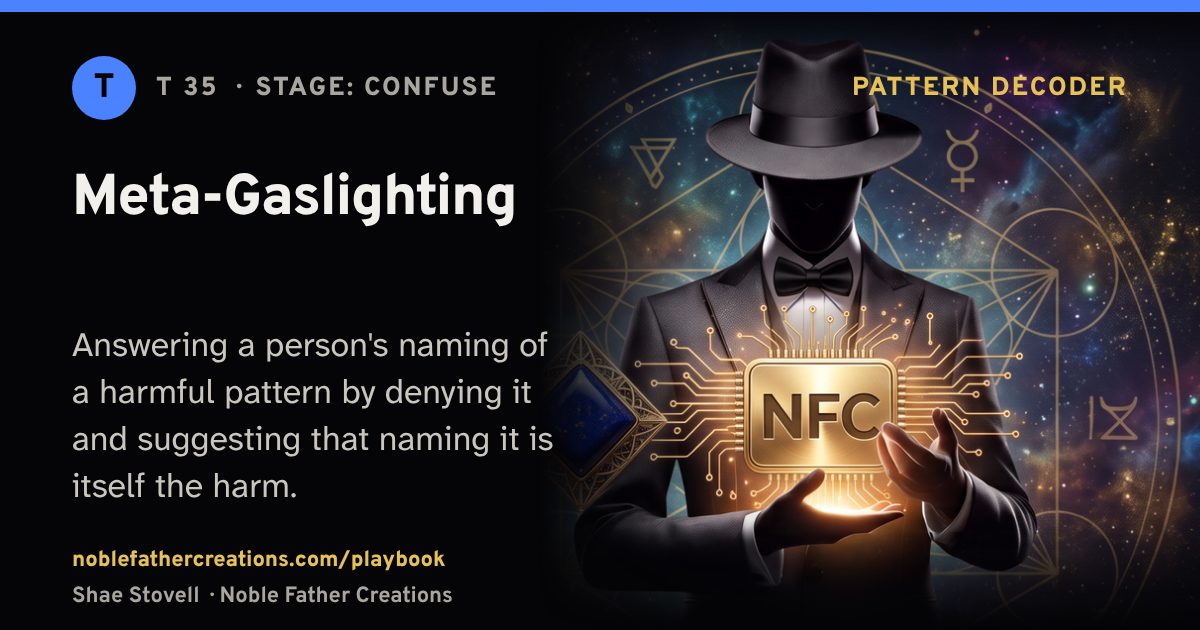 T
T 35 · STAGE: CONFUSE
PATTERN DECODER
Meta-Gaslighting
Answering a person's naming of
a harmful pattern by denying it
and suggesting that naming it is
itself the harm.
NFC
noblefathercreations.com/playbook
Shae Stovell · Noble Father Creations